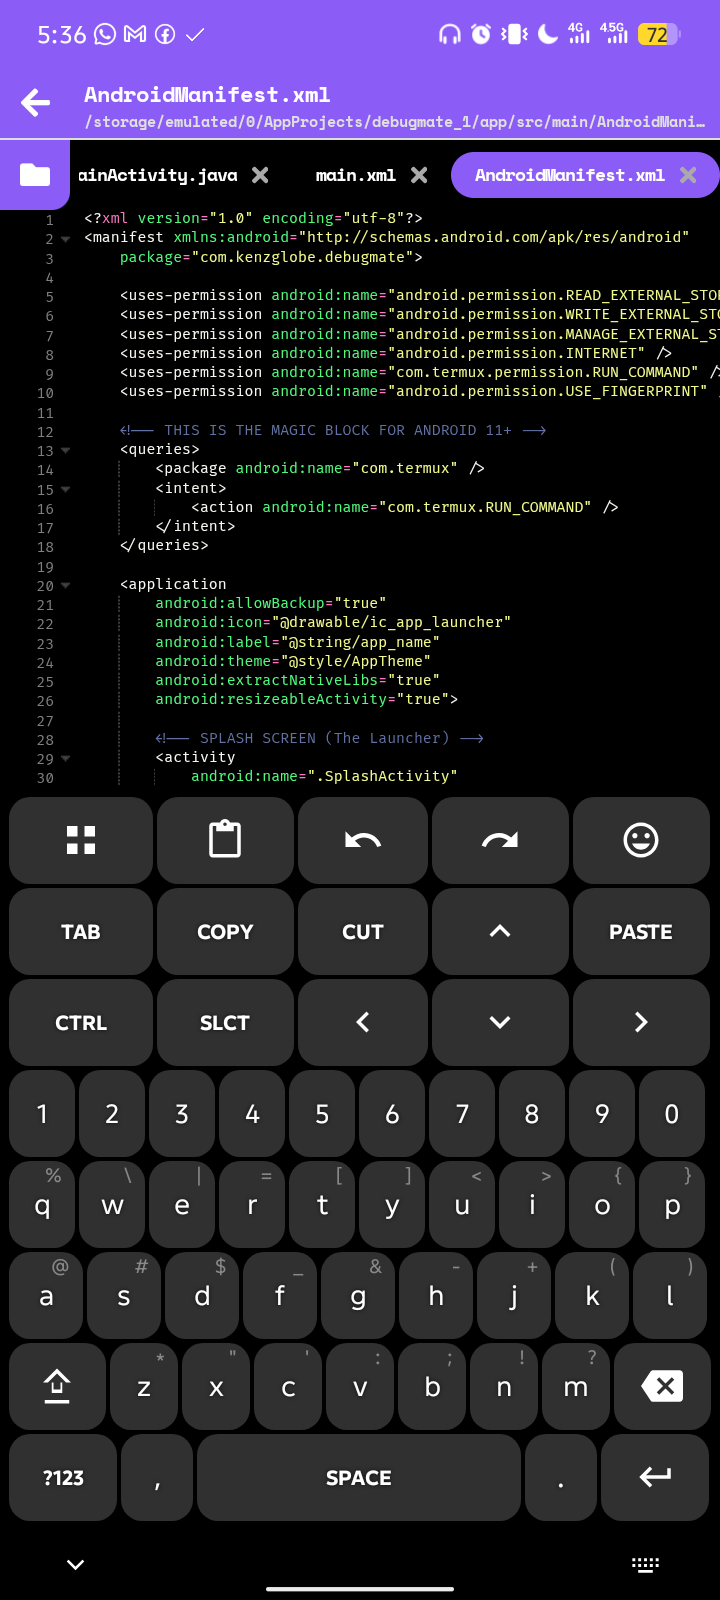 5:36 4G 4.5G 72
AndroidManifest.xml
/storage/emulated/0/AppProjects/debugmate_1/app/src/main/AndroidMani…
ainActivity.java main.xml AndroidManifest.xml
1 <?xml version="1.0" encoding="utf-8"?>
2 <manifest xmlns:android="http://schemas.android.com/apk/res/android"
3 package="com.kenzglobe.debugmate">
4
5 <uses-permission android:name="android.permission.READ_EXTERNAL_STO
6 <uses-permission android:name="android.permission.WRITE_EXTERNAL_STO
7 <uses-permission android:name="android.permission.MANAGE_EXTERNAL_ST
8 <uses-permission android:name="android.permission.INTERNET" />
9 <uses-permission android:name="com.termux.permission.RUN_COMMAND" />
10 <uses-permission android:name="android.permission.USE_FINGERPRINT"
11
12 <!-- THIS IS THE MAGIC BLOCK FOR ANDROID 11+ -->
13 <queries>
14 <package android:name="com.termux" />
15 <intent>
16 <action android:name="com.termux.RUN_COMMAND" />
17 </intent>
18 </queries>
19
20 <application
21 android:allowBackup="true"
22 android:icon="@drawable/ic_app_launcher"
23 android:label="@string/app_name"
24 android:theme="@style/AppTheme"
25 android:extractNativeLibs="true"
26 android:resizeableActivity="true">
27
28 <!-- SPLASH SCREEN (The Launcher) -->
29 <activity
30 android:name=".SplashActivity"
TAB COPY CUT PASTE
CTRL SLCT
1 2 3 4 5 6 7 8 9 0
% \ | = [ ] < > { }
q w e r t y u i o p
@ # $ _ & - + ( )
a s d f g h j k l
* " ' : ; ! ?
z x c v b n m
?123 , SPACE .